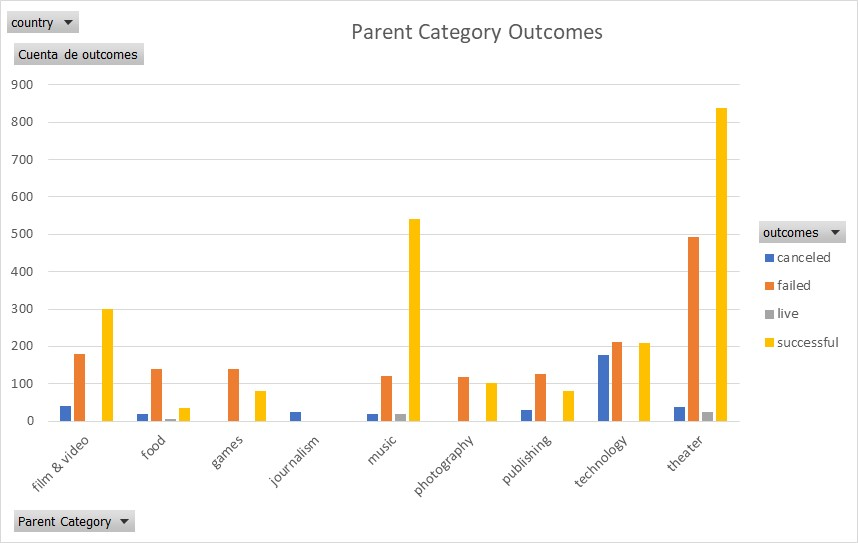 country
Parent Category Outcomes
Cuenta de outcomes
900
800
700
600
500
400
300
200
100
0
film & video
food
games
journalism
music
photography
publishing
technology
theater
outcomes
canceled
failed
live
successful
Parent Category